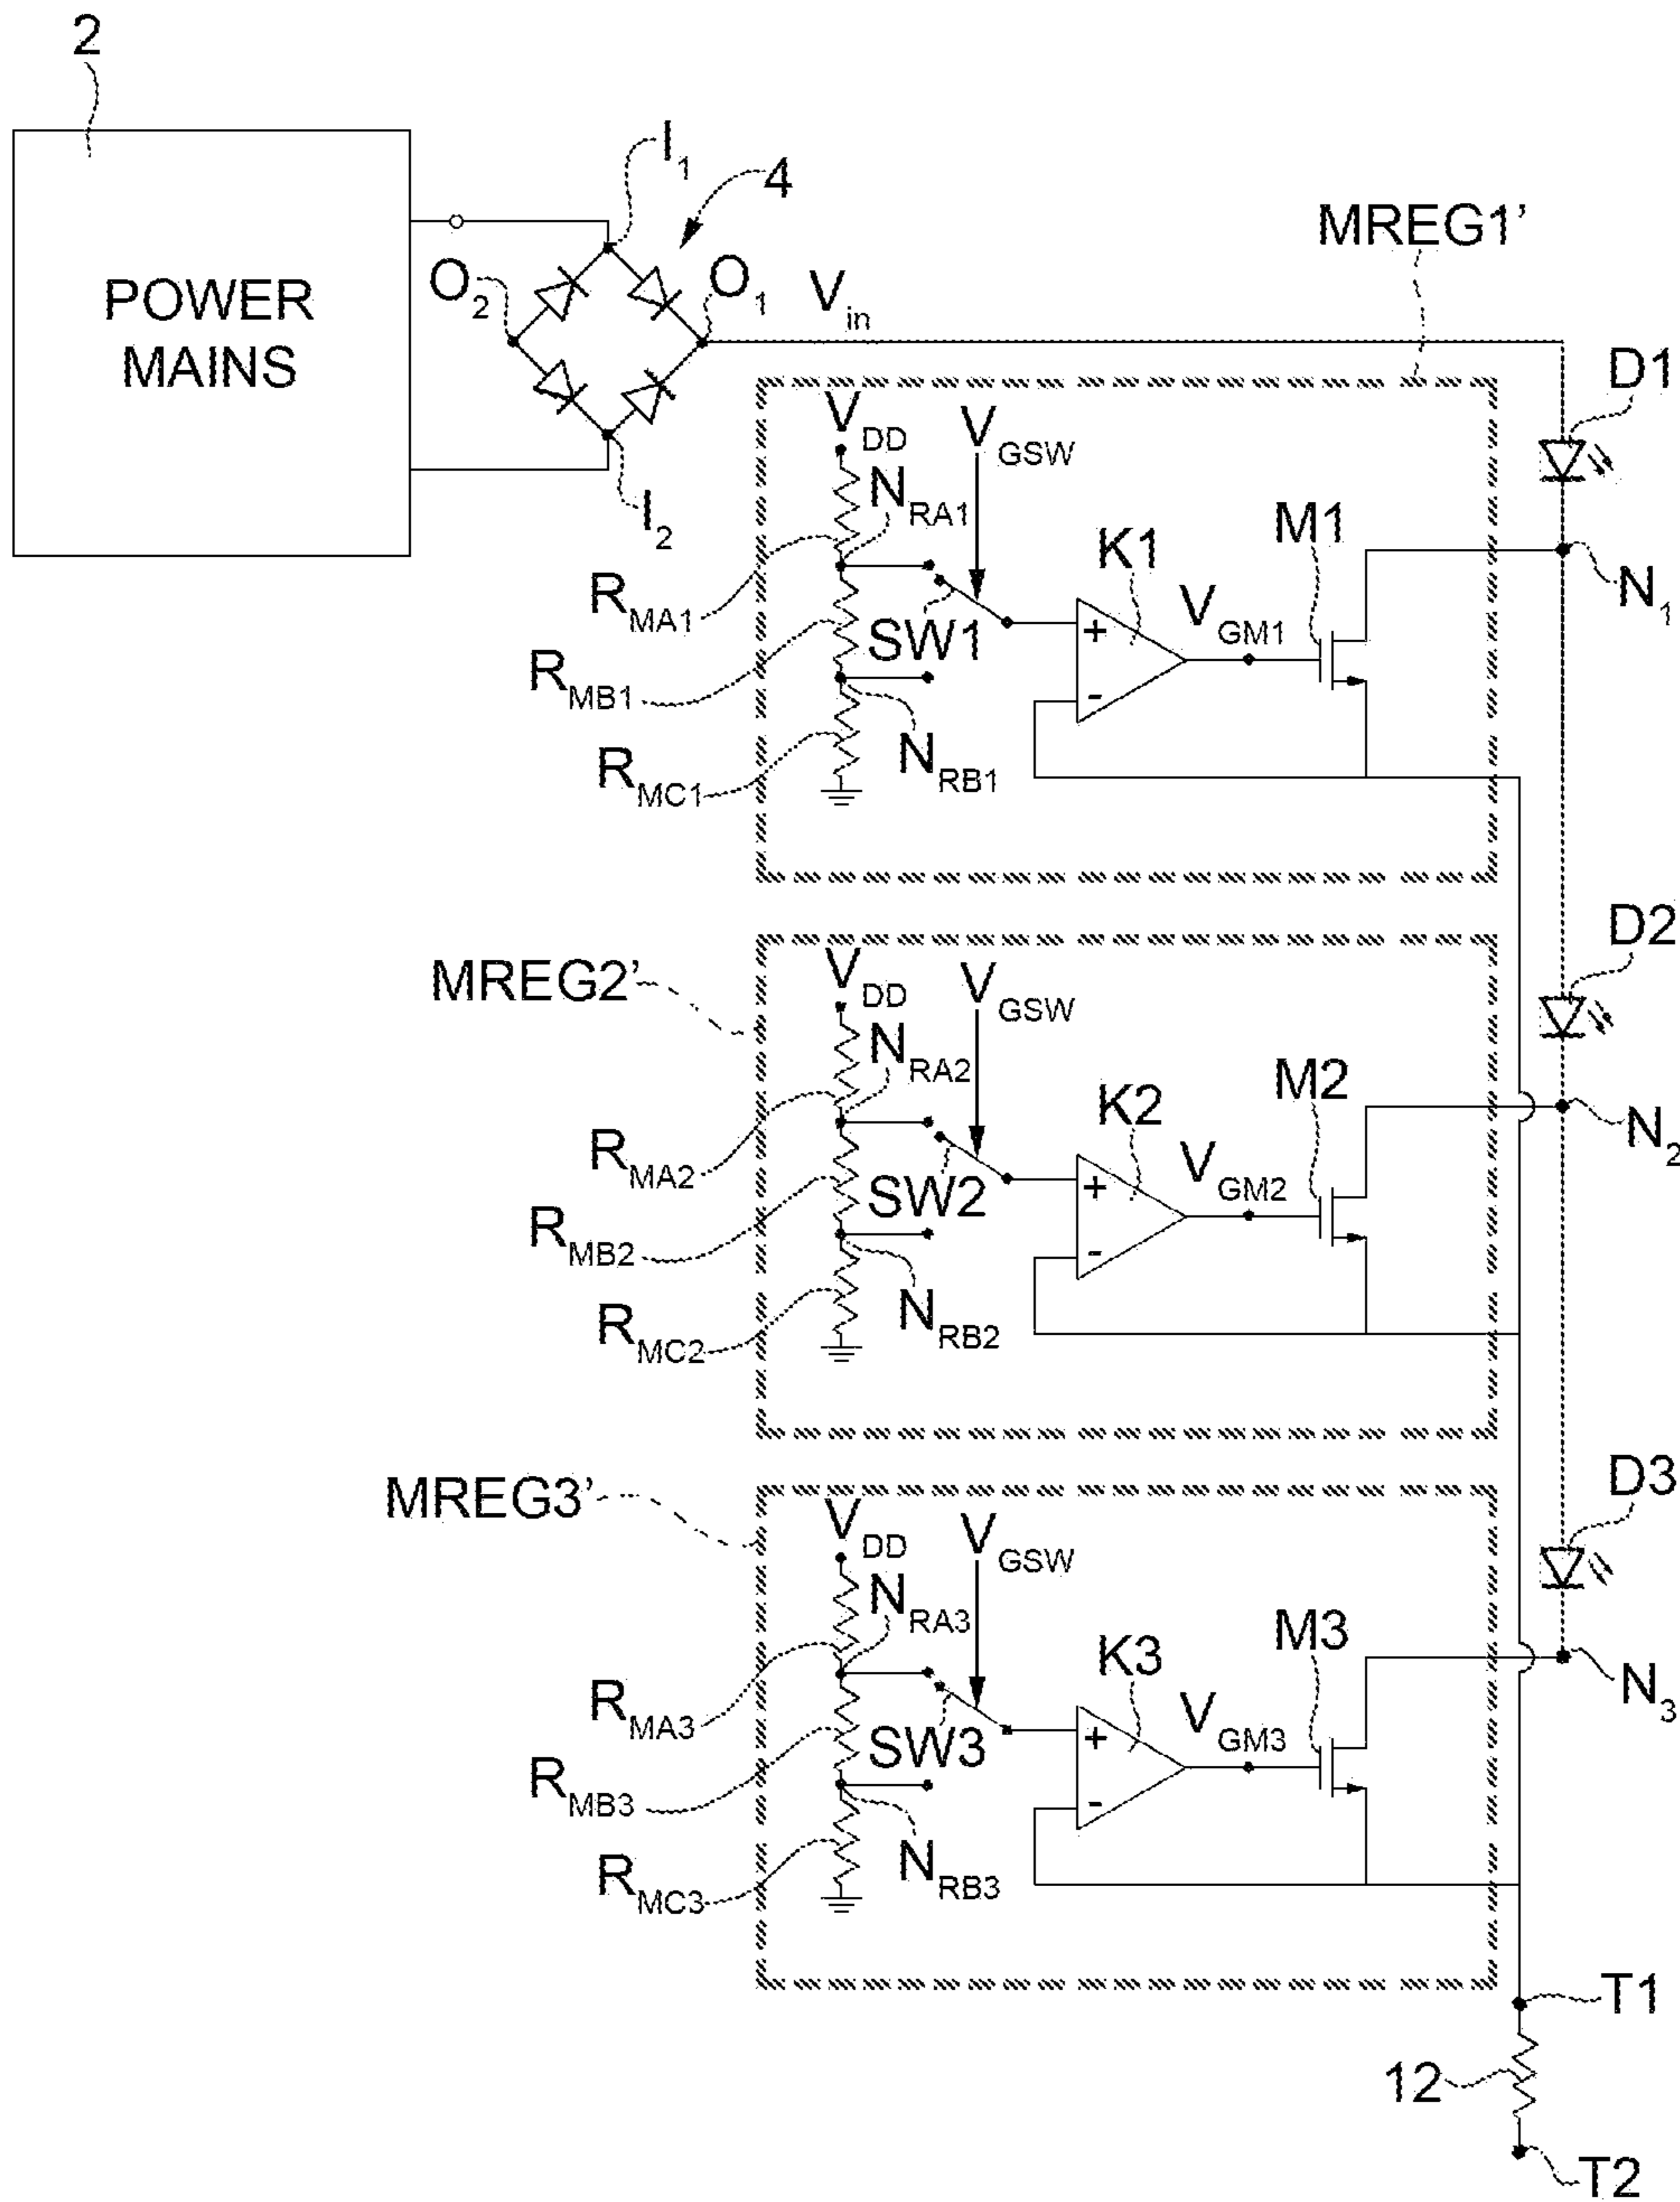 2
POWER
MAINS
I1
4
O2
O1
Vin
MREG1’
D1
VDD
VGSW
NRA1
I2
RMA1
SW1
K1
VGM1
M1
N1
+
-
RMB1
NRB1
RMC1
D2
MREG2’
VDD
VGSW
NRA2
RMA2
SW2
K2
VGM2
M2
N2
+
-
RMB2
NRB2
RMC2
D3
MREG3’
VDD
VGSW
NRA3
RMA3
SW3
K3
VGM3
M3
N3
+
-
RMB3
NRB3
RMC3
T1
12
T2